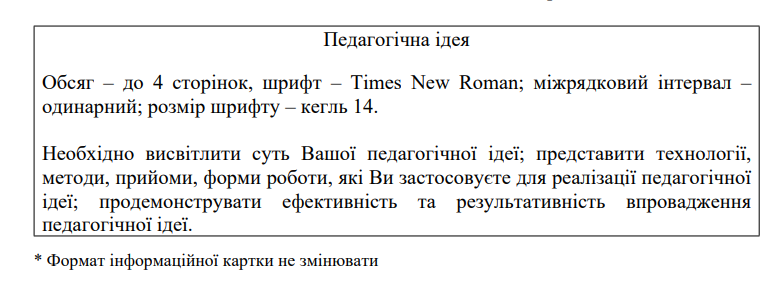 Педагогічна ідея
Обсяг – до 4 сторінок, шрифт – Times New Roman; міжрядковий інтервал –
одинарний; розмір шрифту – кегль 14.
Необхідно висвітлити суть Вашої педагогічної ідеї; представити технології,
методи, прийоми, форми роботи, які Ви застосовуєте для реалізації педагогічної
ідеї; продемонструвати ефективність та результативність впровадження
педагогічної ідеї.
* Формат інформаційної картки не змінювати